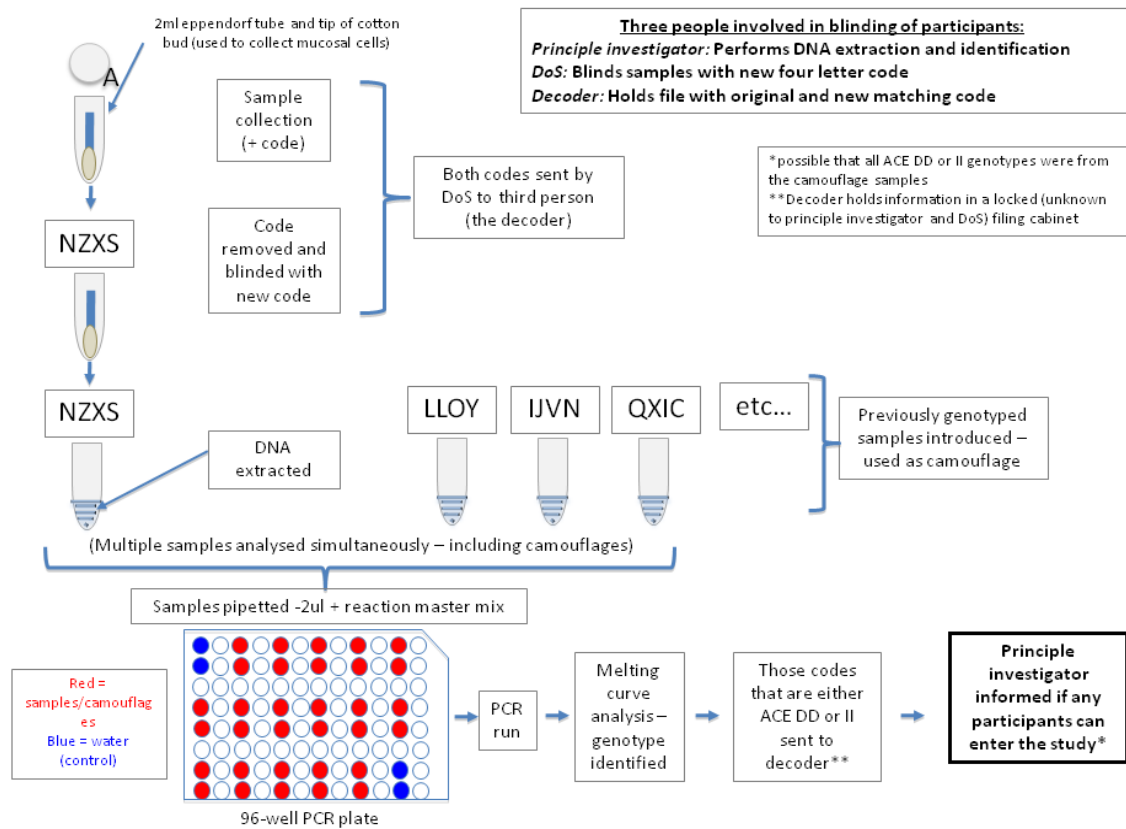 2ml eppendorf tube and tip of cotton
bud (used to collect mucosal cells)
A
Three people involved in blinding of participants:
Principle investigator: Performs DNA extraction and identification
DoS: Blinds samples with new four letter code
Decoder: Holds file with original and new matching code
Sample
collection
(+ code)
Both codes sent by
DoS to third person
(the decoder)
*possible that all ACE DD or II genotypes were from
the camouflage samples
**Decoder holds information in a locked (unknown
to principle investigator and DoS) filing cabinet
NZXS
Code
removed and
blinded with
new code
NZXS
LLOY
IJVN
QXIC
etc...
Previously genotyped
samples introduced –
used as camouflage
DNA
extracted
(Multiple samples analysed simultaneously – including camouflages)
Samples pipetted -2ul + reaction master mix
Red =
samples/camouflag
es
Blue = water
(control)
PCR
run
Melting
curve
analysis –
genotype
identified
Those codes
that are either
ACE DD or II
sent to
decoder**
Principle
investigator
informed if any
participants can
enter the study*
96-well PCR plate